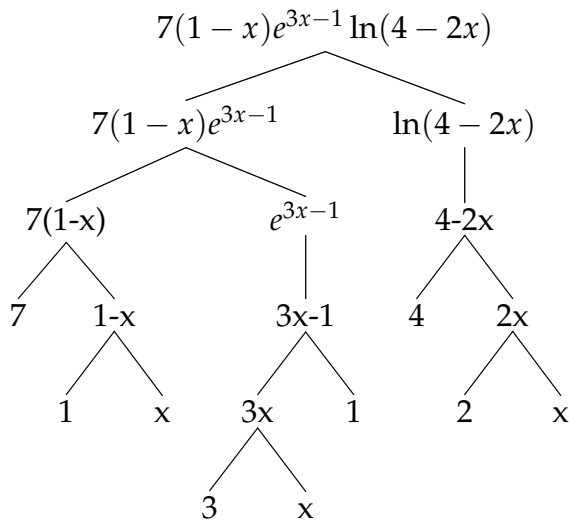 7(1 − x)e^{3x−1} ln(4 − 2x)
7(1 − x)e^{3x−1} ln(4 − 2x)
7(1-x) e^{3x−1} 4-2x
7 1-x 3x-1 4 2x
1 x 3x 1 2 x
3 x